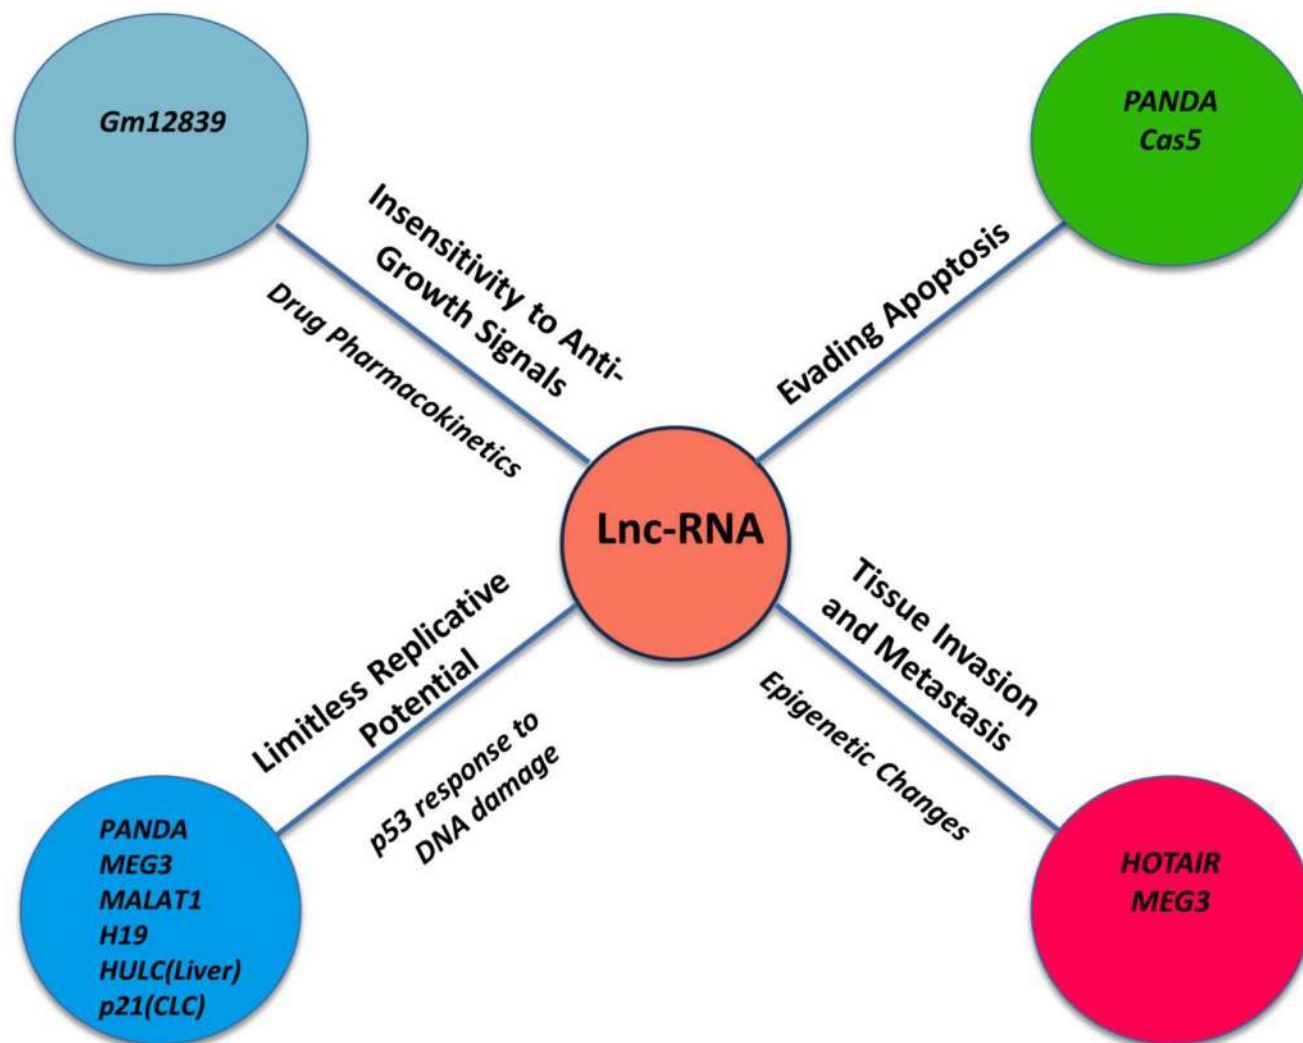 Gm12839
PANDA
Cas5
Insensitivity to Anti-
Growth Signals
Drug Pharmacokinetics
Evading Apoptosis
Lnc-RNA
Limitless Replicative
Potential
p53 response to
DNA damage
Tissue Invasion
and Metastasis
Epigenetic Changes
PANDA
MEG3
MALAT1
H19
HULC(Liver)
p21(CLC)
HOTAIR
MEG3